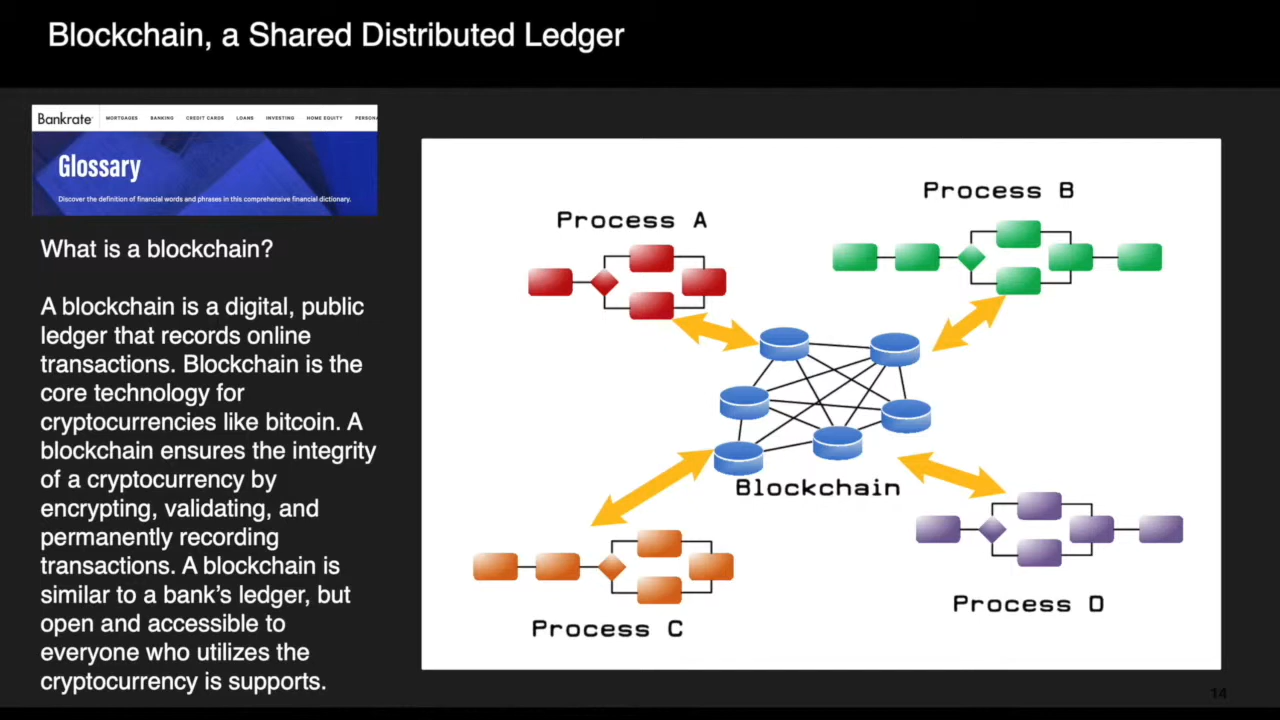 Blockchain, a Shared Distributed Ledger
Bankrate
MORTGAGES BANKING CREDIT CARDS LOANS INVESTING HOME EQUITY PERSONA
Glossary
Discover the definition of financial words and phrases in this comprehensive financial dictionary.
What is a blockchain?
A blockchain is a digital, public
ledger that records online
transactions. Blockchain is the
core technology for
cryptocurrencies like bitcoin. A
blockchain ensures the integrity
of a cryptocurrency by
encrypting, validating, and
permanently recording
transactions. A blockchain is
similar to a bank’s ledger, but
open and accessible to
everyone who utilizes the
cryptocurrency is supports.
Process A
Process B
Blockchain
Process C
Process D
14